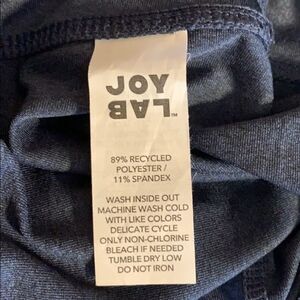 JOY
LAB™
89% RECYCLED
POLYESTER /
11% SPANDEX
WASH INSIDE OUT
MACHINE WASH COLD
WITH LIKE COLORS
DELICATE CYCLE
ONLY NON-CHLORINE
BLEACH IF NEEDED
TUMBLE DRY LOW
DO NOT IRON